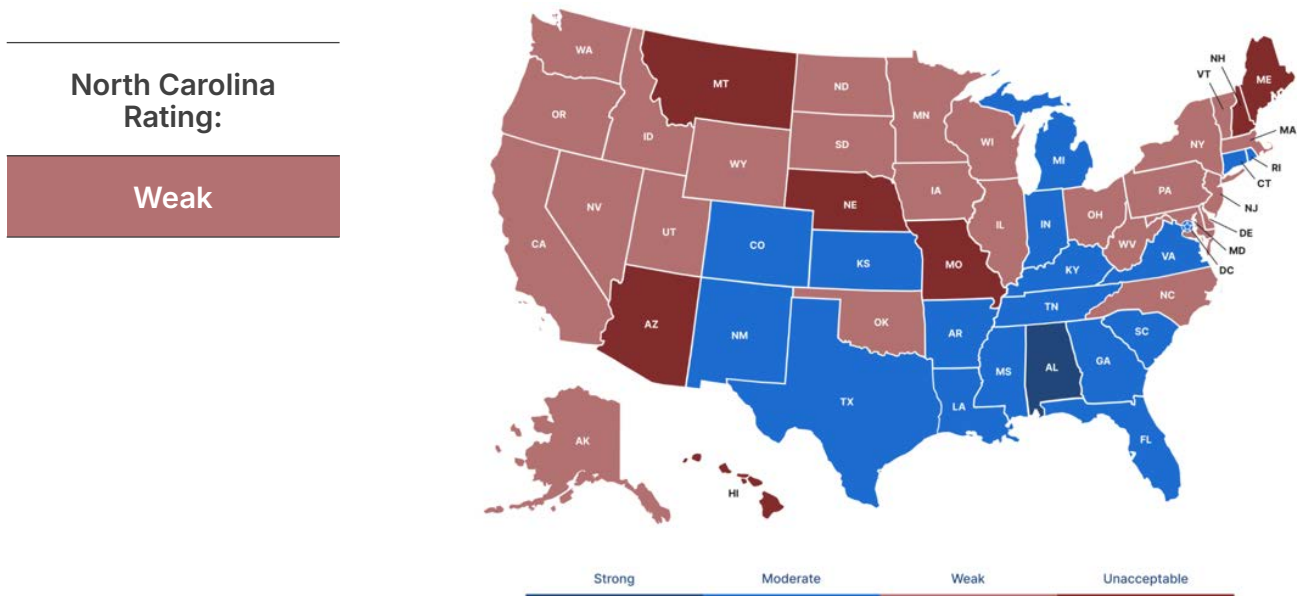 North Carolina
Rating:
Weak
WA
MT
ND
MN
OR
ID
WY
SD
WI
MI
NY
VT
NH
ME
MA
RI
CT
NJ
DE
MD
DC
PA
OH
IN
IL
IA
NE
NV
UT
CA
CO
KS
MO
KY
WV
VA
NC
TN
SC
AZ
NM
OK
AR
MS
AL
GA
TX
LA
FL
AK
HI
Strong Moderate Weak Unacceptable